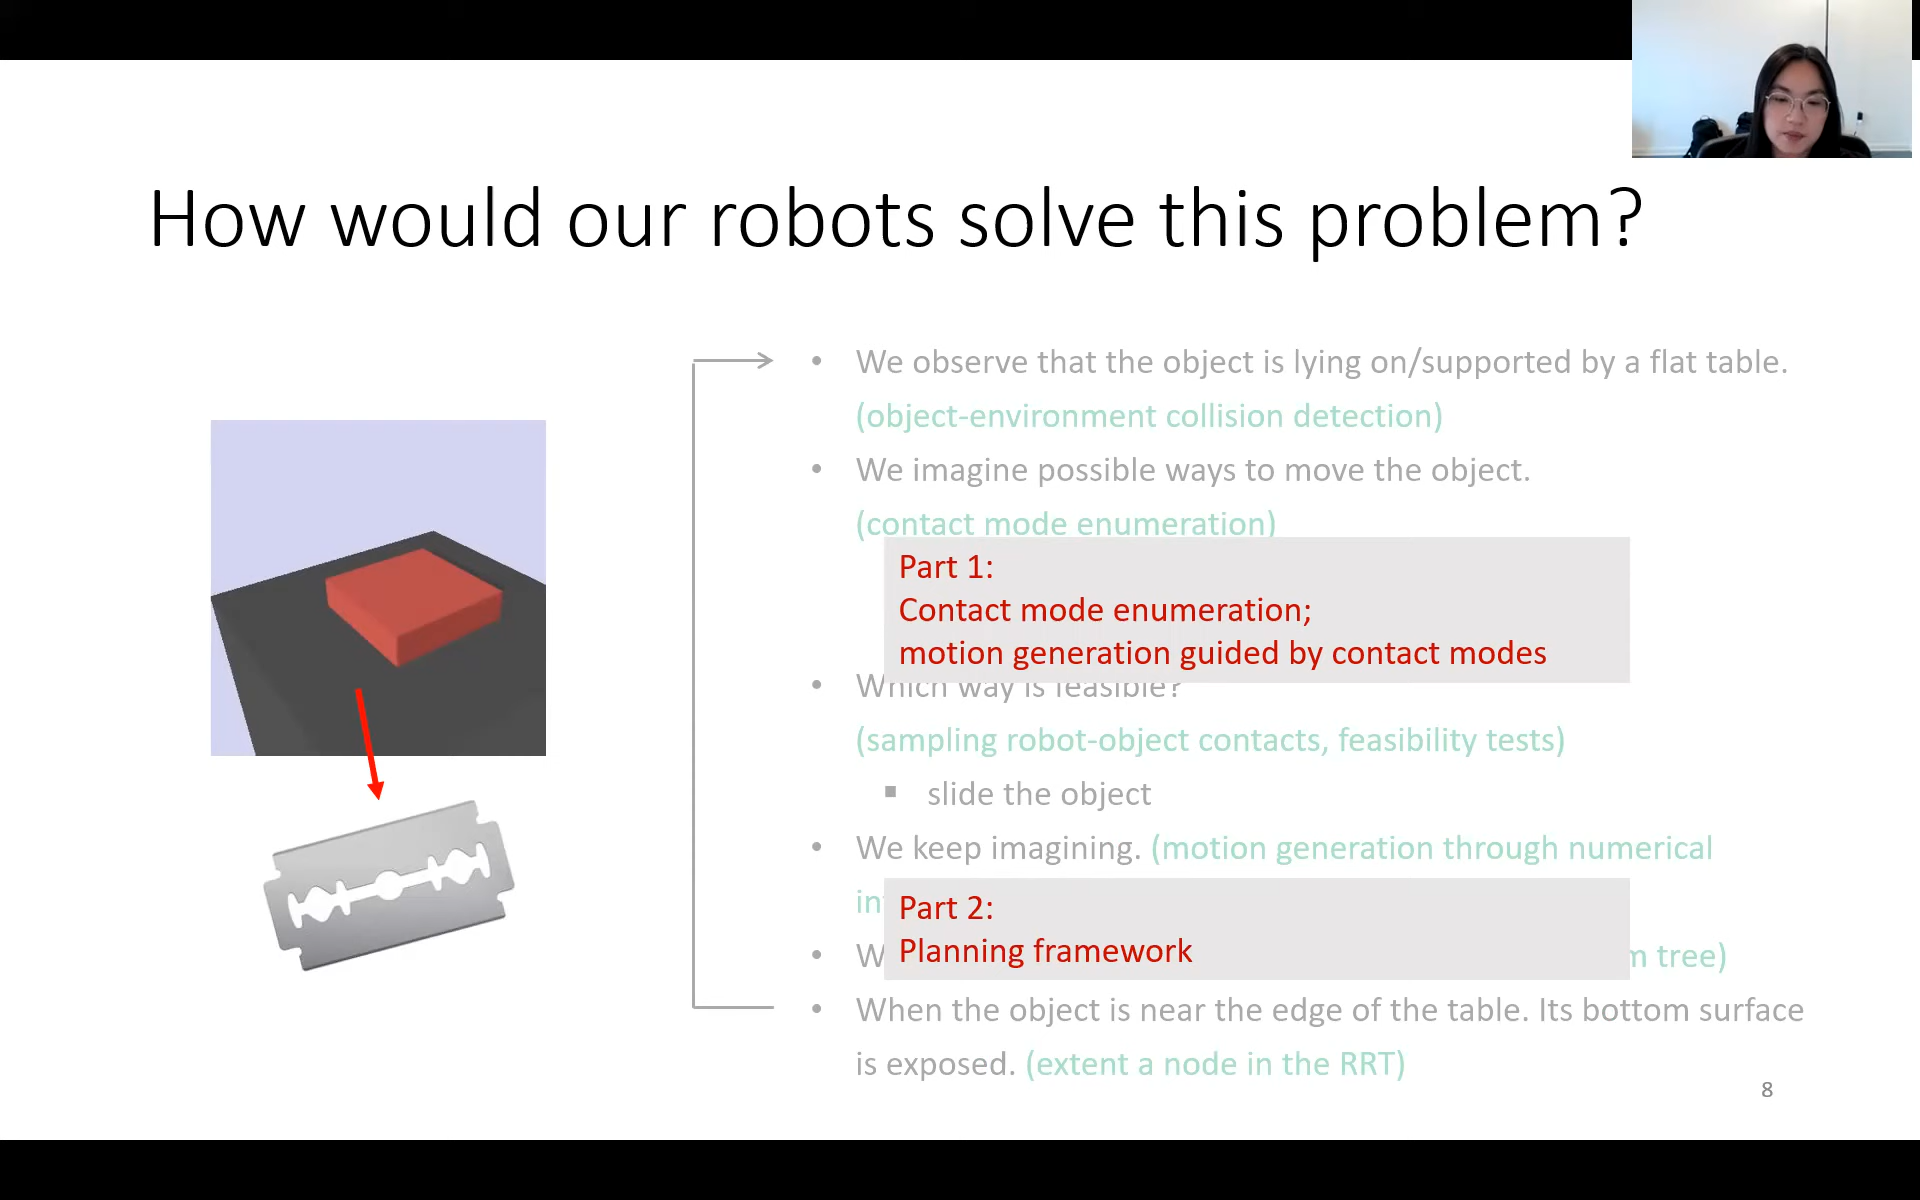 How would our robots solve this problem?
• We observe that the object is lying on/supported by a flat table.
(object-environment collision detection)
• We imagine possible ways to move the object.
(contact mode enumeration)
Part 1:
Contact mode enumeration;
motion generation guided by contact modes
• Which way is feasible?
(sampling robot-object contacts, feasibility tests)
▪ slide the object
• We keep imagining. (motion generation through numerical
Part 2:
Planning framework
• tree)
• When the object is near the edge of the table. Its bottom surface
is exposed. (extent a node in the RRT)
8